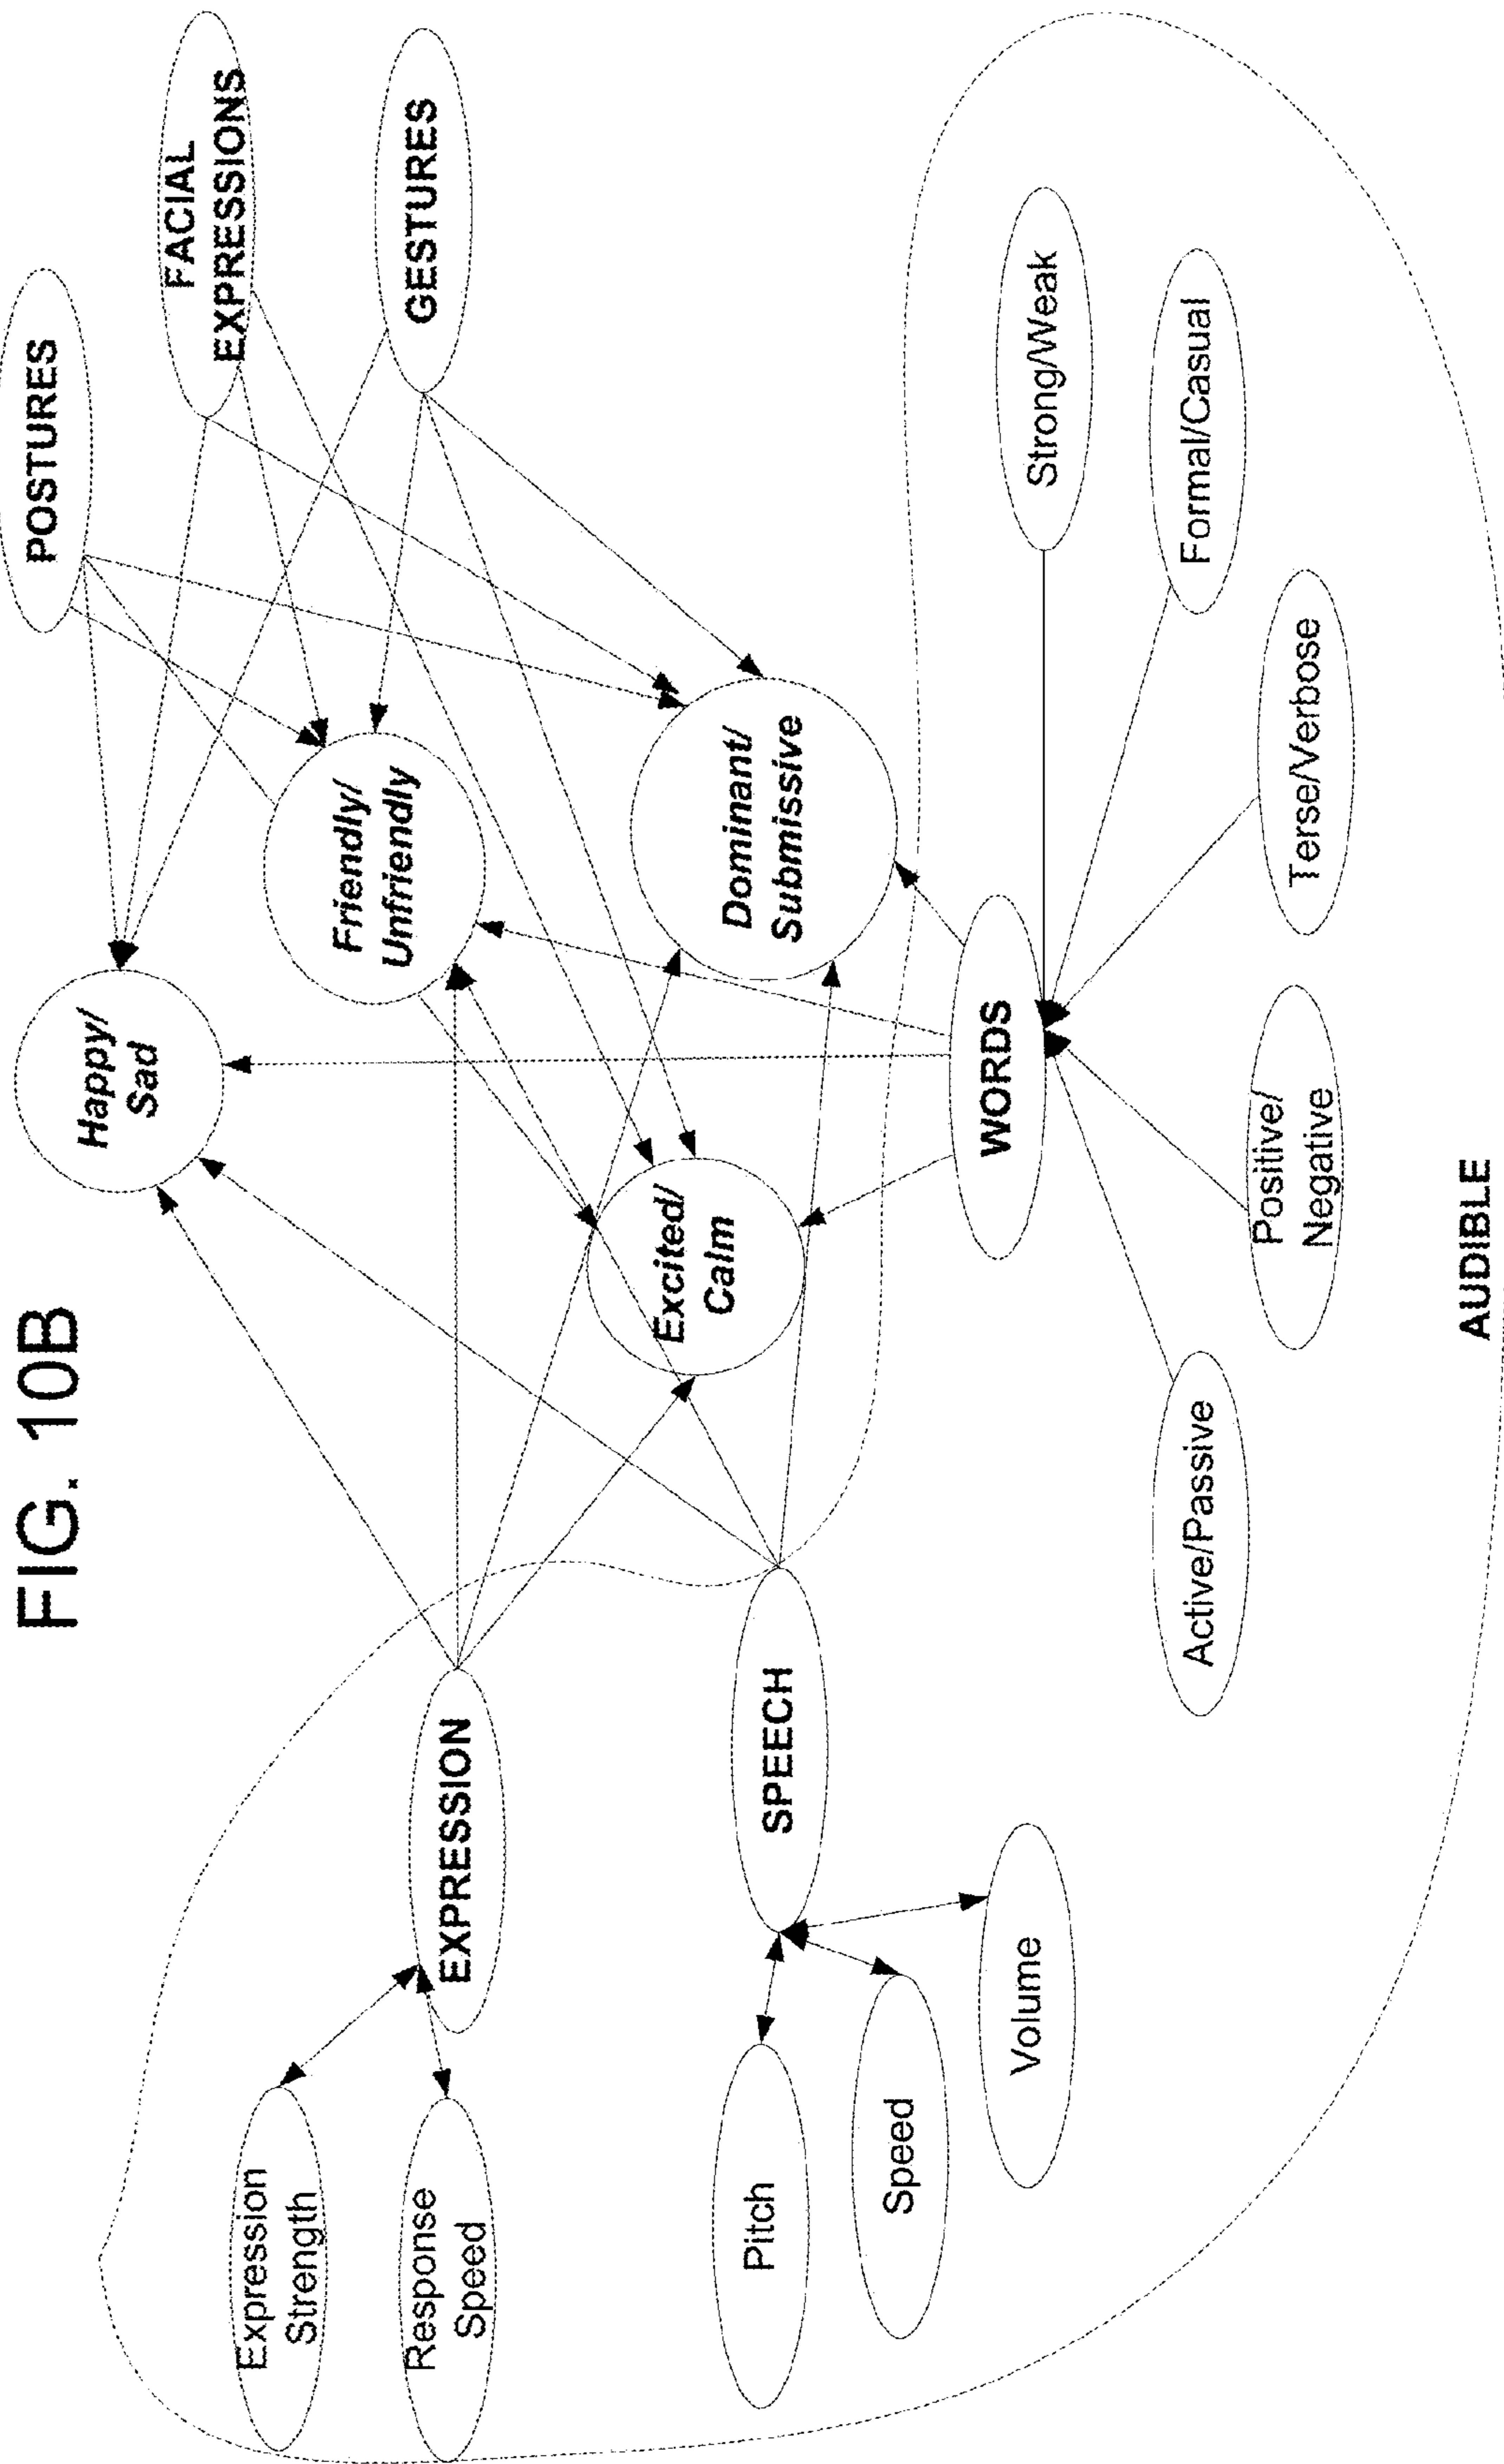 FIG. 10B
POSTURES
FACIAL
EXPRESSIONS
GESTURES
Happy/
Sad
Friendly/
Unfriendly
Excited/
Calm
Dominant/
Submissive
EXPRESSION
Expression
Strength
Response
Speed
SPEECH
Pitch
Speed
Volume
WORDS
Strong/Weak
Formal/Casual
Terse/Verbose
Positive/
Negative
Active/Passive
AUDIBLE